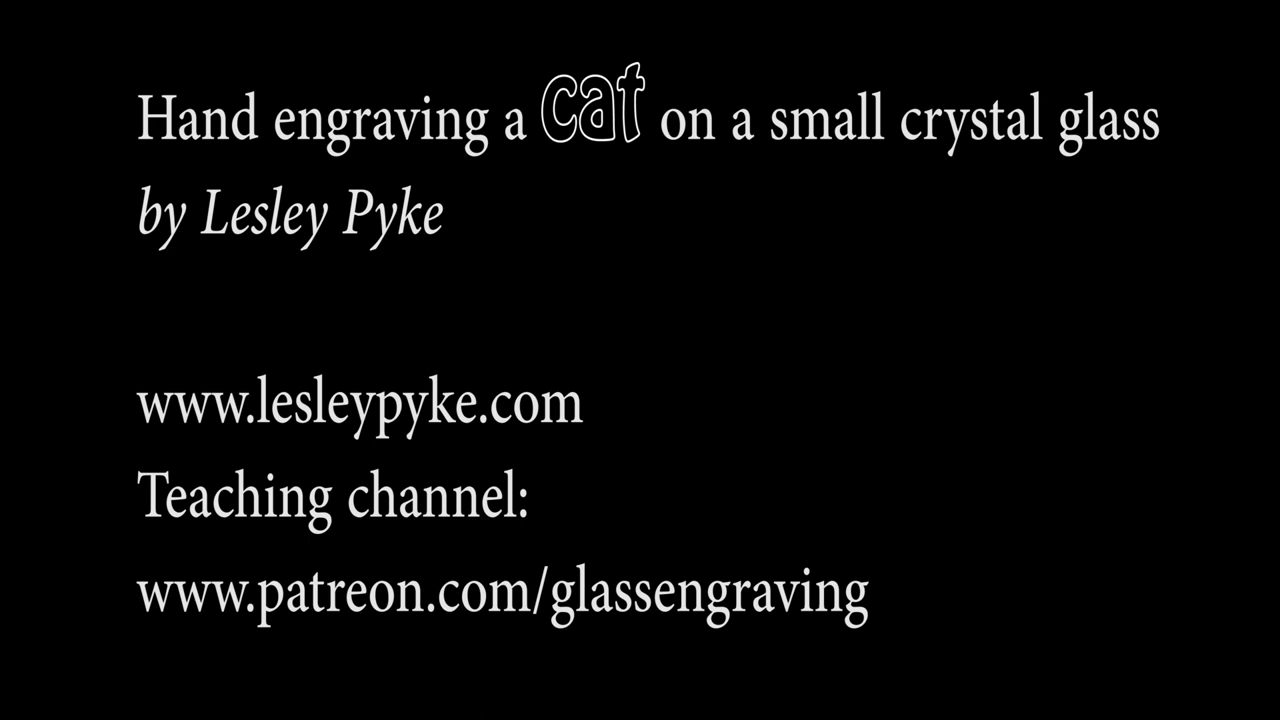 Hand engraving a cat on a small crystal glass
by Lesley Pyke
www.lesleypyke.com
Teaching channel:
www.patreon.com/glassengraving